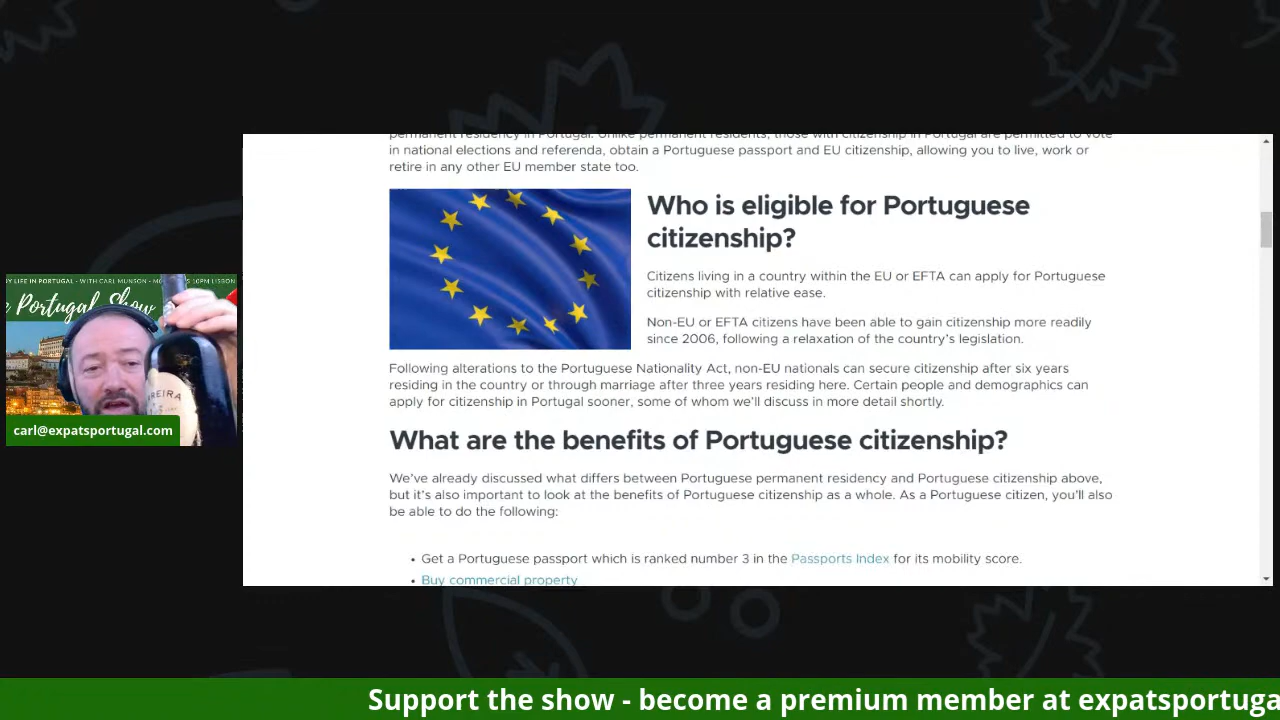 permanent residency in Portugal. Unlike permanent residents, those with citizenship in Portugal are permitted to vote
in national elections and referenda, obtain a Portuguese passport and EU citizenship, allowing you to live, work or
retire in any other EU member state too.
Who is eligible for Portuguese
citizenship?
Citizens living in a country within the EU or EFTA can apply for Portuguese
citizenship with relative ease.
Non-EU or EFTA citizens have been able to gain citizenship more readily
since 2006, following a relaxation of the country’s legislation.
Following alterations to the Portuguese Nationality Act, non-EU nationals can secure citizenship after six years
residing in the country or through marriage after three years residing here. Certain people and demographics can
apply for citizenship in Portugal sooner, some of whom we’ll discuss in more detail shortly.
What are the benefits of Portuguese citizenship?
We’ve already discussed what differs between Portuguese permanent residency and Portuguese citizenship above,
but it’s also important to look at the benefits of Portuguese citizenship as a whole. As a Portuguese citizen, you’ll also
be able to do the following:
• Get a Portuguese passport which is ranked number 3 in the Passports Index for its mobility score.
• Buy commercial property
LIFE IN PORTUGAL - WITH CARL MUNSON - 10PM LISBON
Portugal Show
REIRA
carl@expatsportugal.com
Support the show - become a premium member at expatsportuga